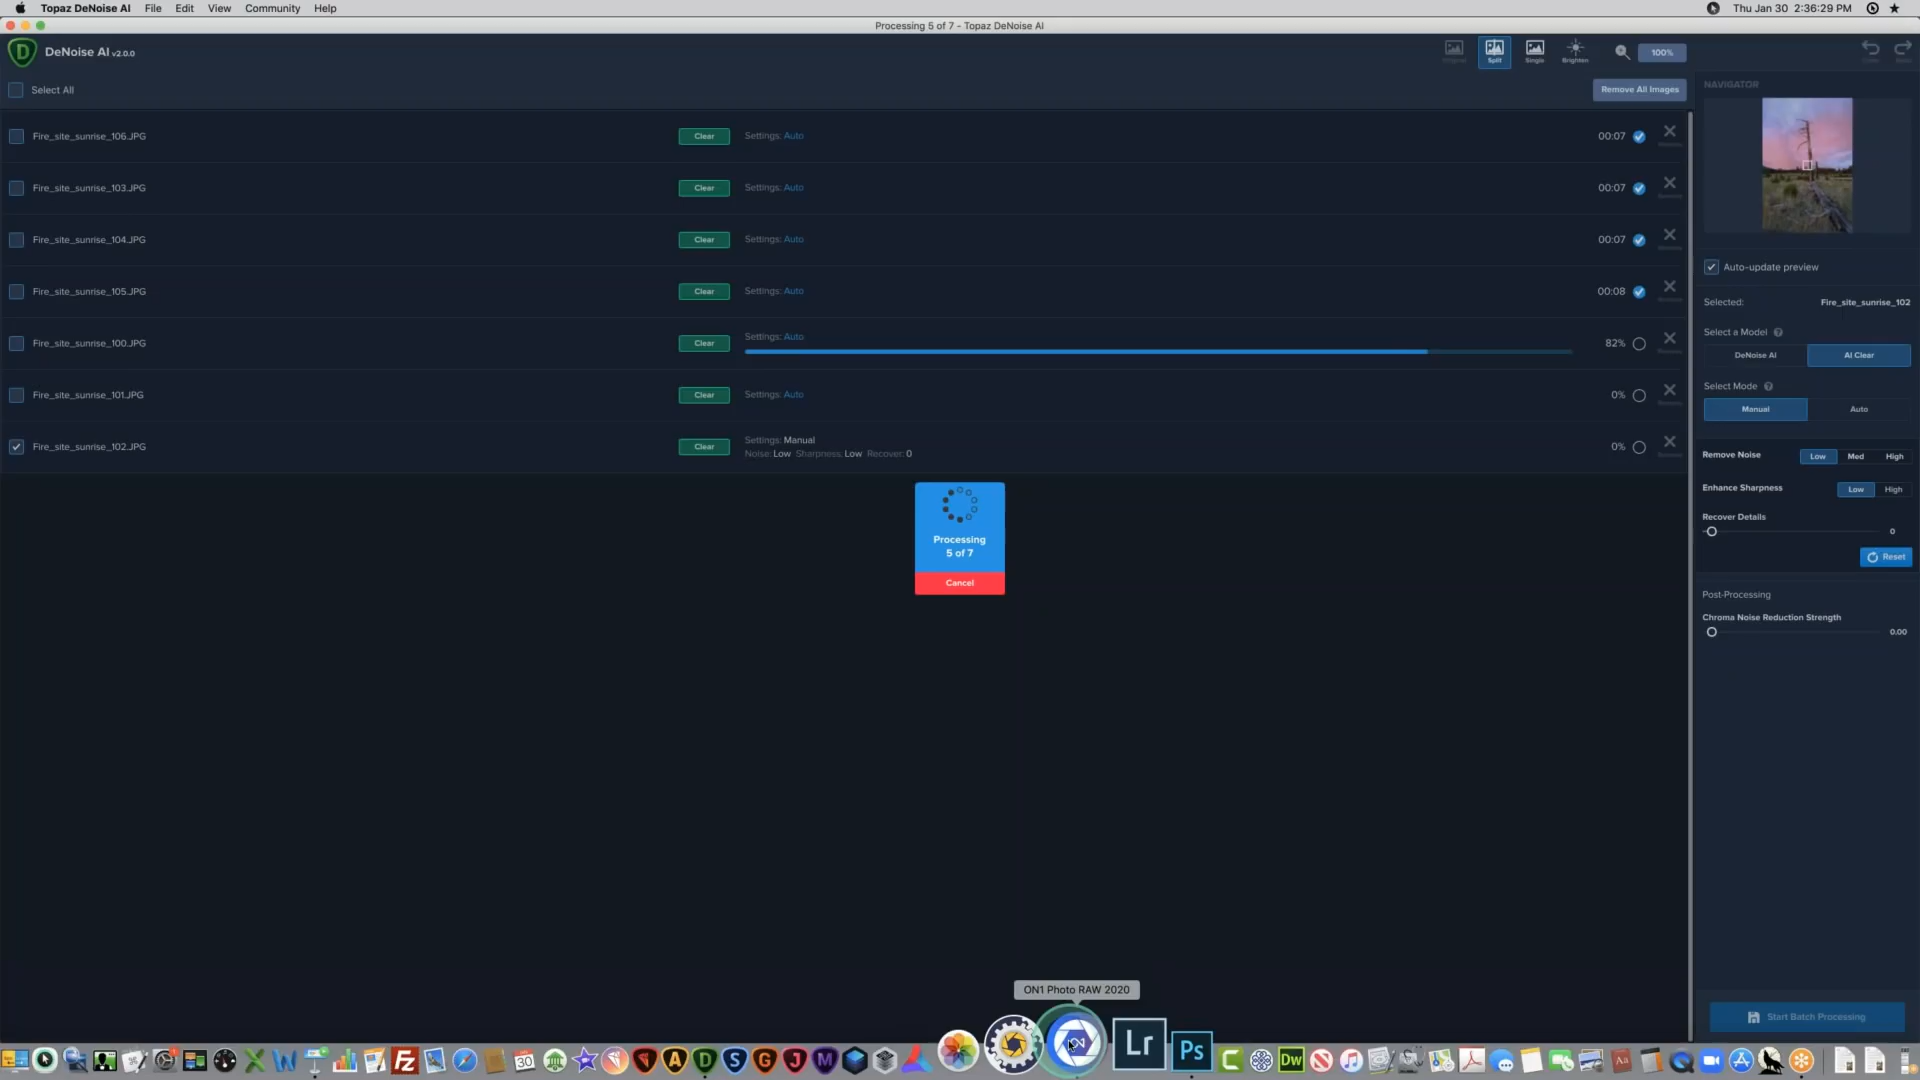 Topaz DeNoise AI File Edit View Community Help Thu Jan 30 2:36:29 PM
Processing 5 of 7 - Topaz DeNoise AI
DeNoise AI v2.0.0
Split Single Brighten 100%
Select All Remove All Images
NAVIGATOR
Fire_site_sunrise_106.JPG Clear Settings: Auto 00:07
Fire_site_sunrise_103.JPG Clear Settings: Auto 00:07
Fire_site_sunrise_104.JPG Clear Settings: Auto 00:07
Fire_site_sunrise_105.JPG Clear Settings: Auto 00:08
Fire_site_sunrise_100.JPG Clear Settings: Auto 82%
Fire_site_sunrise_101.JPG Clear Settings: Auto 0%
Fire_site_sunrise_102.JPG Clear Settings: Manual 0%
Noise: Low Sharpness: Low Recover: 0
Processing
5 of 7
Cancel
Auto-update preview
Selected: Fire_site_sunrise_102
Select a Model
DeNoise AI AI Clear
Select Mode
Manual Auto
Remove Noise Low Med High
Enhance Sharpness Low High
Recover Details
0
Reset
Post-Processing
Chroma Noise Reduction Strength
0.00
Start Batch Processing
ON1 Photo RAW 2020
Lr Ps
X W Fz 30 A D S G J M C Dw